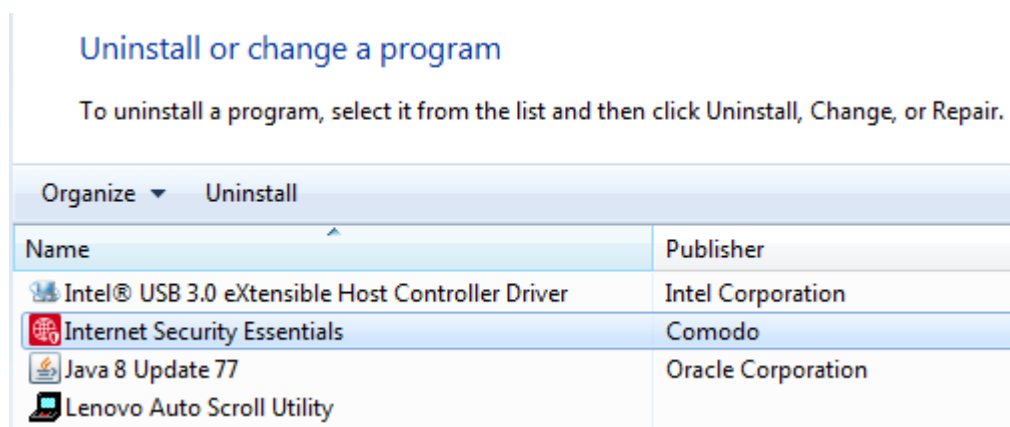 Uninstall or change a program
To uninstall a program, select it from the list and then click Uninstall, Change, or Repair.
Organize Uninstall
Name Publisher
Intel® USB 3.0 eXtensible Host Controller Driver Intel Corporation
Internet Security Essentials Comodo
Java 8 Update 77 Oracle Corporation
Lenovo Auto Scroll Utility